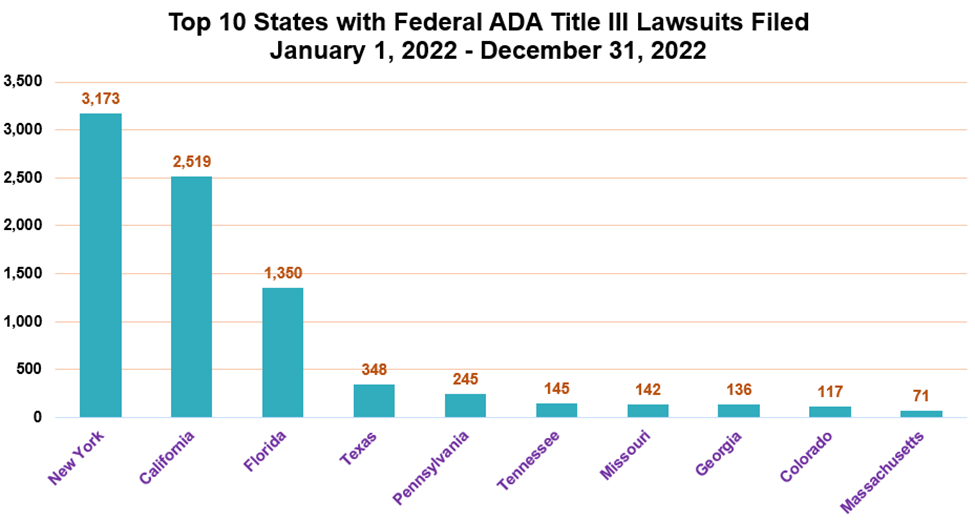 Top 10 States with Federal ADA Title III Lawsuits Filed
January 1, 2022 - December 31, 2022
3,500
3,000
2,500
2,000
1,500
1,000
500
0
3,173
2,519
1,350
348
245
145
142
136
117
71
New York
California
Florida
Texas
Pennsylvania
Tennessee
Missouri
Georgia
Colorado
Massachusetts